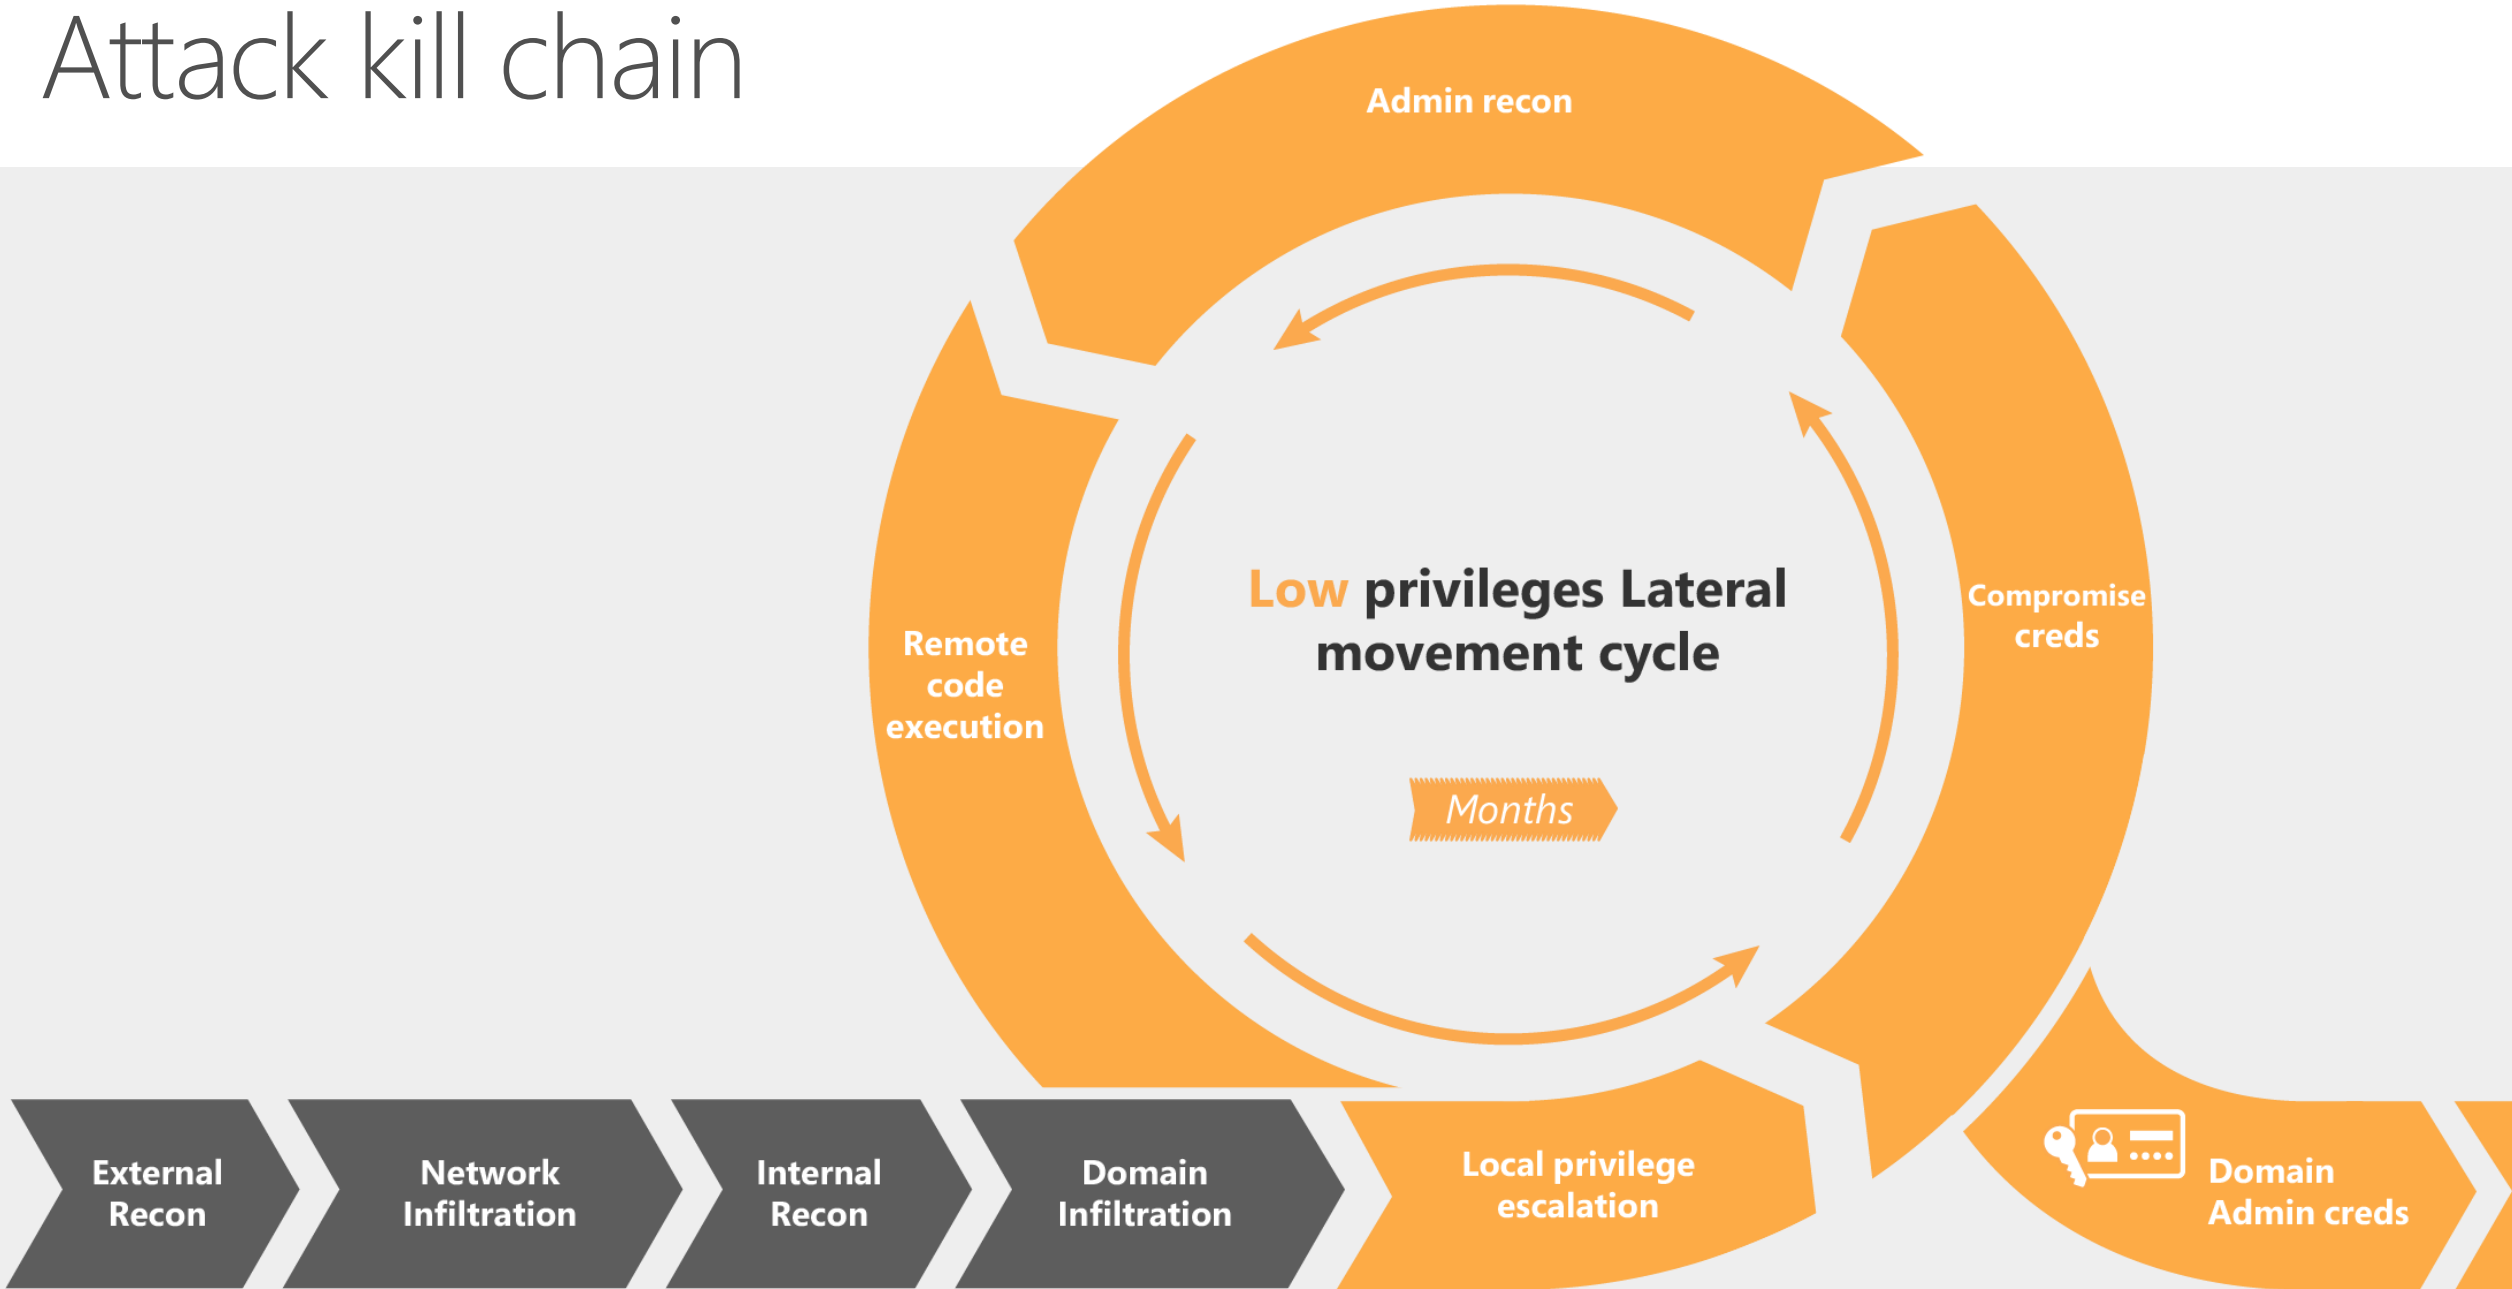 Attack kill chain
Admin recon
Low privileges Lateral
movement cycle
Compromise
creds
Remote
code
execution
Months
External
Recon
Network
Infiltration
Internal
Recon
Domain
Infiltration
Local privilege
escalation
Domain
Admin creds